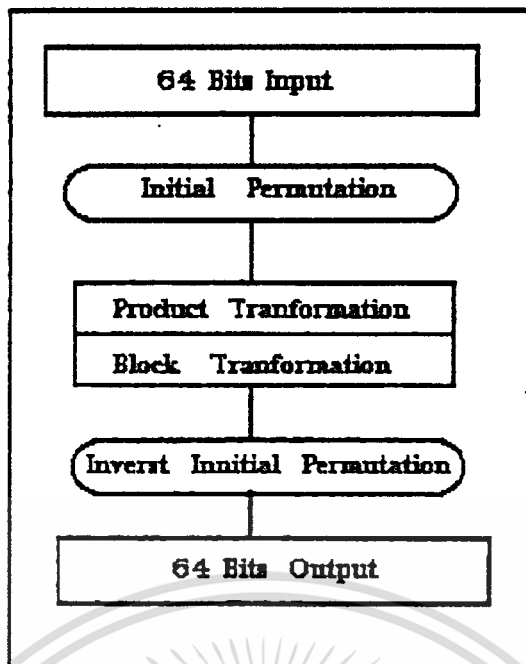 64 Bits Input
Initial Permutation
Product Tranformation
Block Tranformation
Inverst Innitial Permutation
64 Bits Output